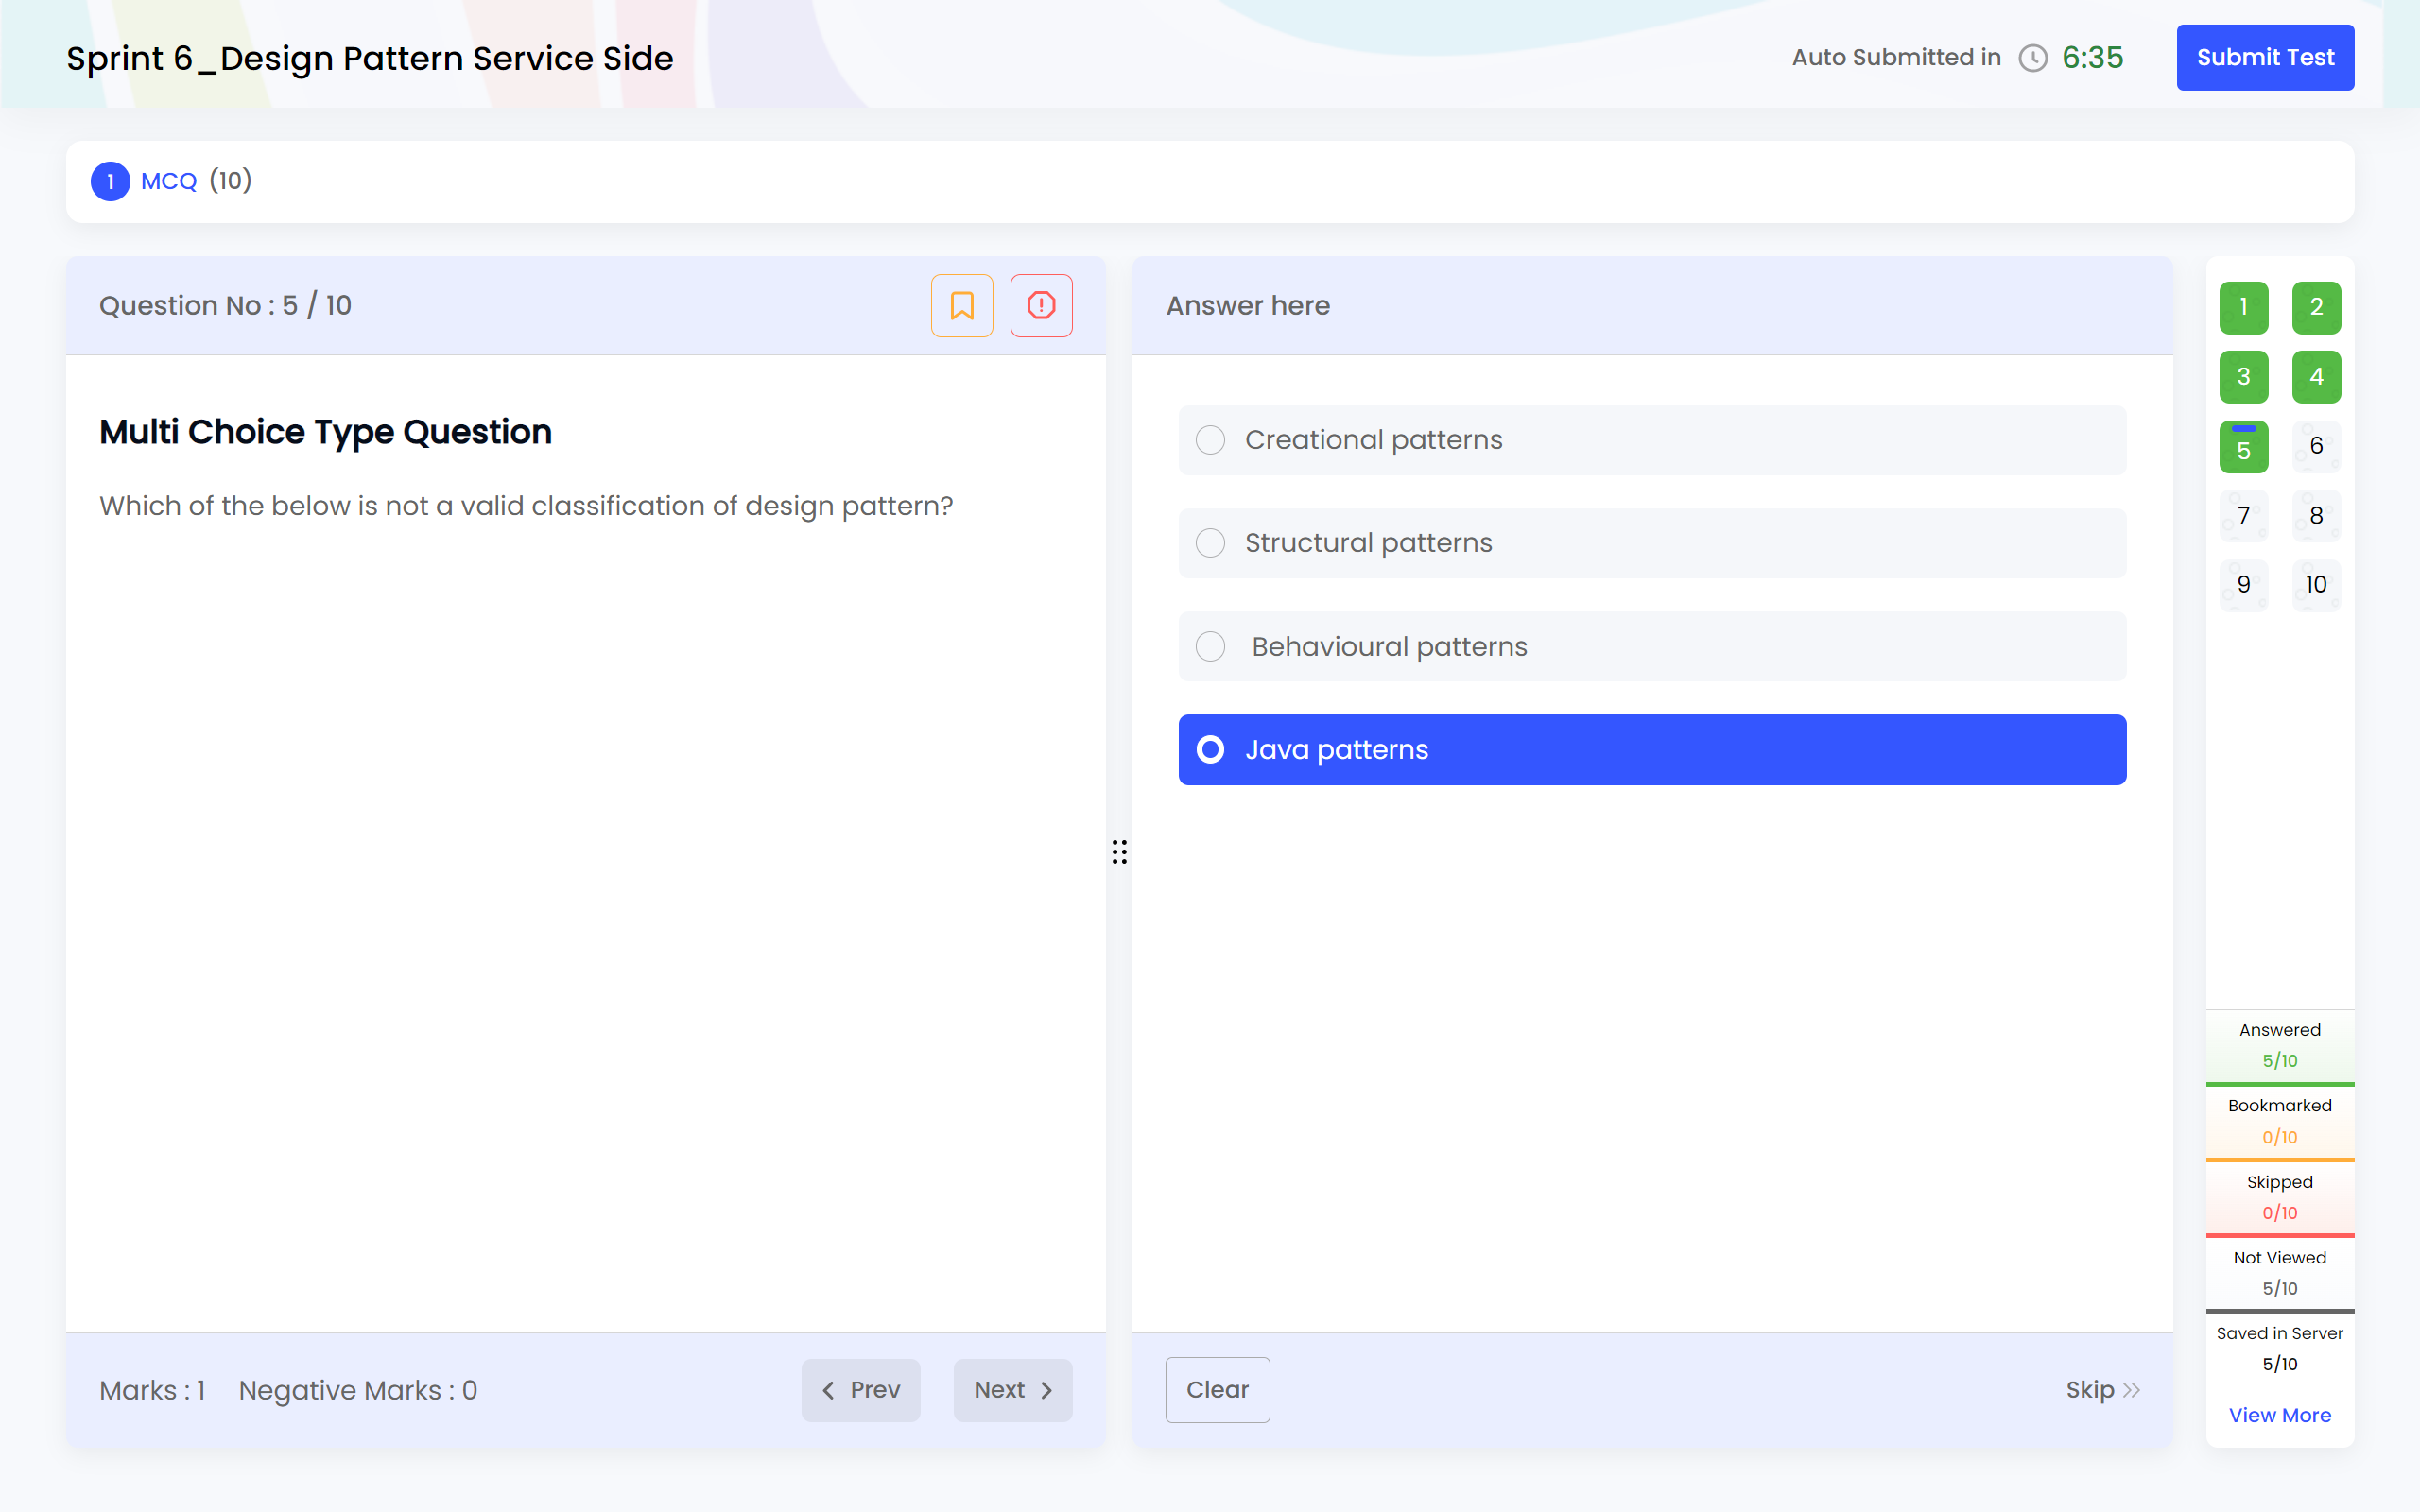 Sprint 6_Design Pattern Service Side
Auto Submitted in 6:35
Submit Test
1 MCQ (10)
Question No : 5 / 10
Multi Choice Type Question
Which of the below is not a valid classification of design pattern?
Marks : 1 Negative Marks : 0
Prev
Next
Answer here
Creational patterns
Structural patterns
Behavioural patterns
Java patterns
Clear
Skip
1 2
3 4
5 6
7 8
9 10
Answered
5/10
Bookmarked
0/10
Skipped
0/10
Not Viewed
5/10
Saved in Server
5/10
View More